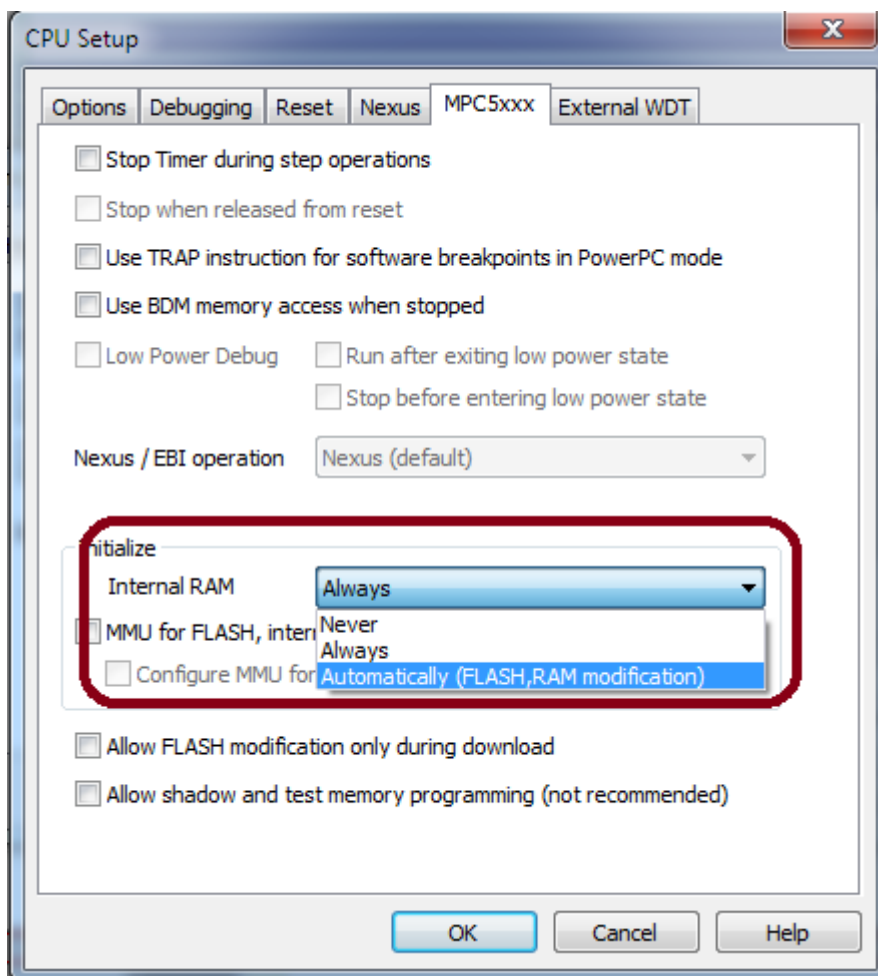 CPU Setup
Options Debugging Reset Nexus MPC5xxx External WDT
Stop Timer during step operations
Stop when released from reset
Use TRAP instruction for software breakpoints in PowerPC mode
Use BDM memory access when stopped
Low Power Debug Run after exiting low power state
Stop before entering low power state
Nexus / EBI operation Nexus (default)
Initialize
Internal RAM Always
MMU for FLASH, inter Never
Always
Configure MMU for Automatically (FLASH,RAM modification)
Allow FLASH modification only during download
Allow shadow and test memory programming (not recommended)
OK Cancel Help